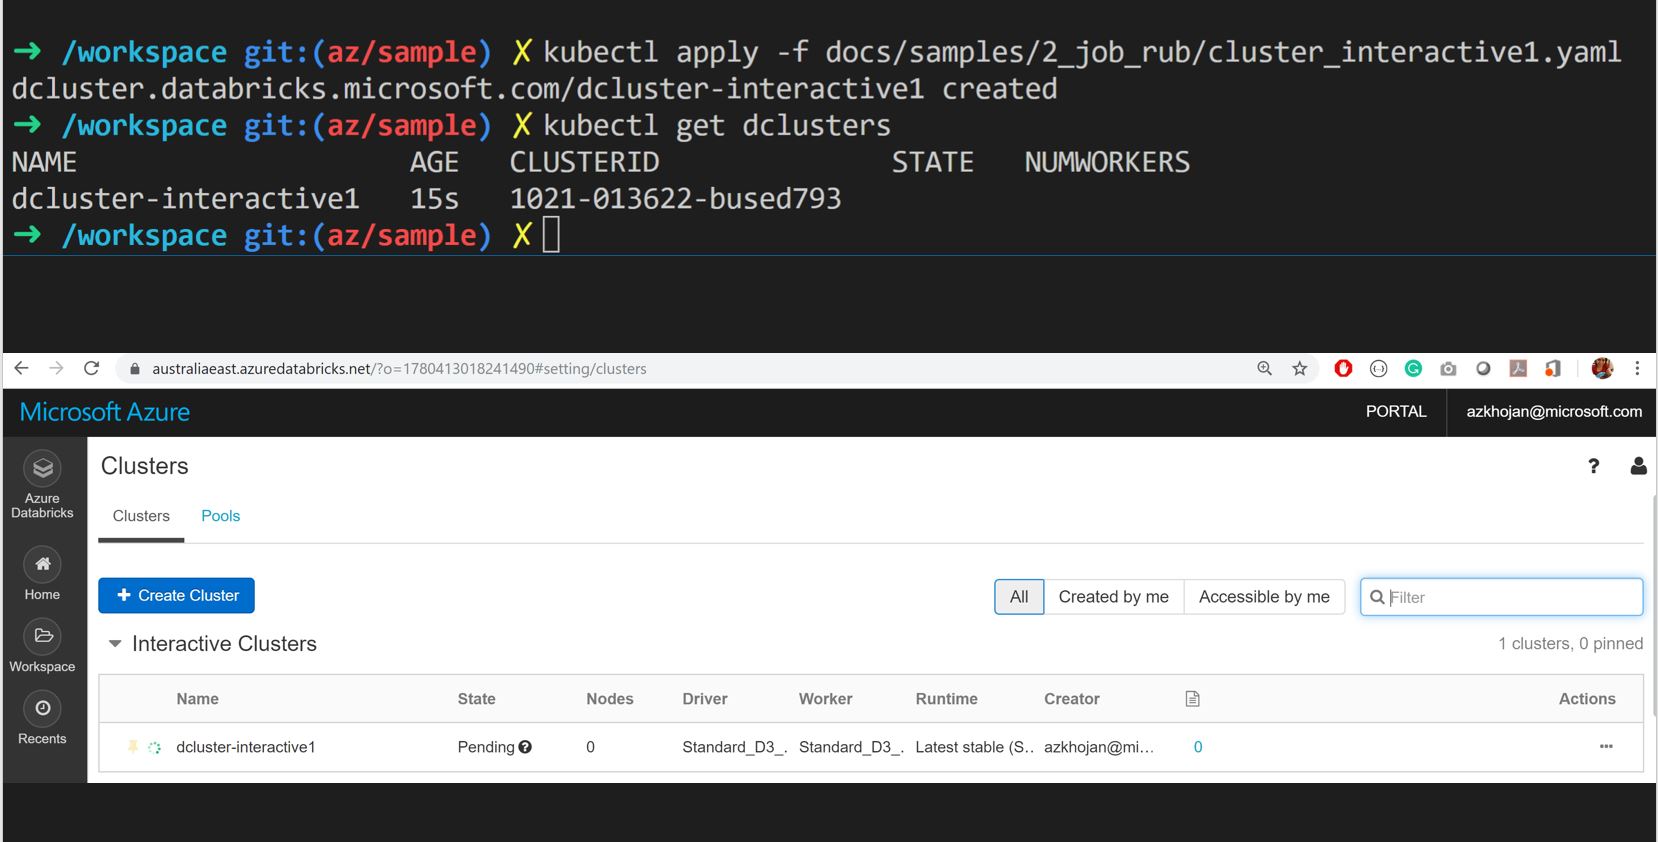 → /workspace git:(az/sample) ✗ kubectl apply -f docs/samples/2_job_rub/cluster_interactive1.yaml
dcluster.databricks.microsoft.com/dcluster-interactive1 created
→ /workspace git:(az/sample) ✗ kubectl get dclusters
NAME AGE CLUSTERID STATE NUMWORKERS
dcluster-interactive1 15s 1021-013622-bused793
→ /workspace git:(az/sample) ✗
australiaeast.azuredatabricks.net/?o=1780413018241490#setting/clusters
Microsoft Azure PORTAL azkhojan@microsoft.com
Azure Databricks
Home
Workspace
Recents
Clusters ?
Clusters Pools
+ Create Cluster All Created by me Accessible by me Filter
Interactive Clusters 1 clusters, 0 pinned
Name State Nodes Driver Worker Runtime Creator Actions
dcluster-interactive1 Pending ? 0 Standard_D3_. Standard_D3_. Latest stable (S.. azkhojan@mi... 0 ...